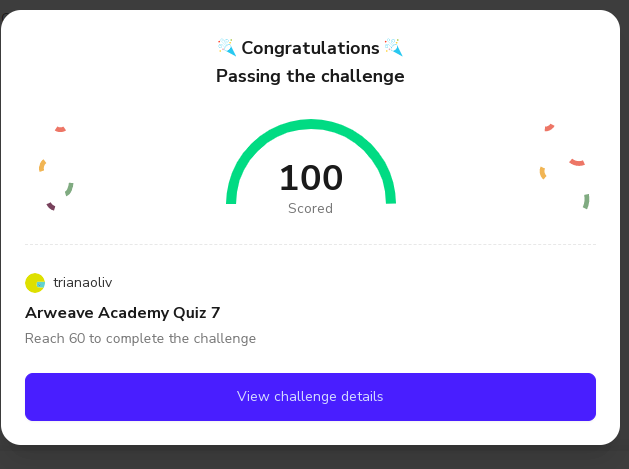 Congratulations
Passing the challenge
100
Scored
trianaoliv
Arweave Academy Quiz 7
Reach 60 to complete the challenge
View challenge details